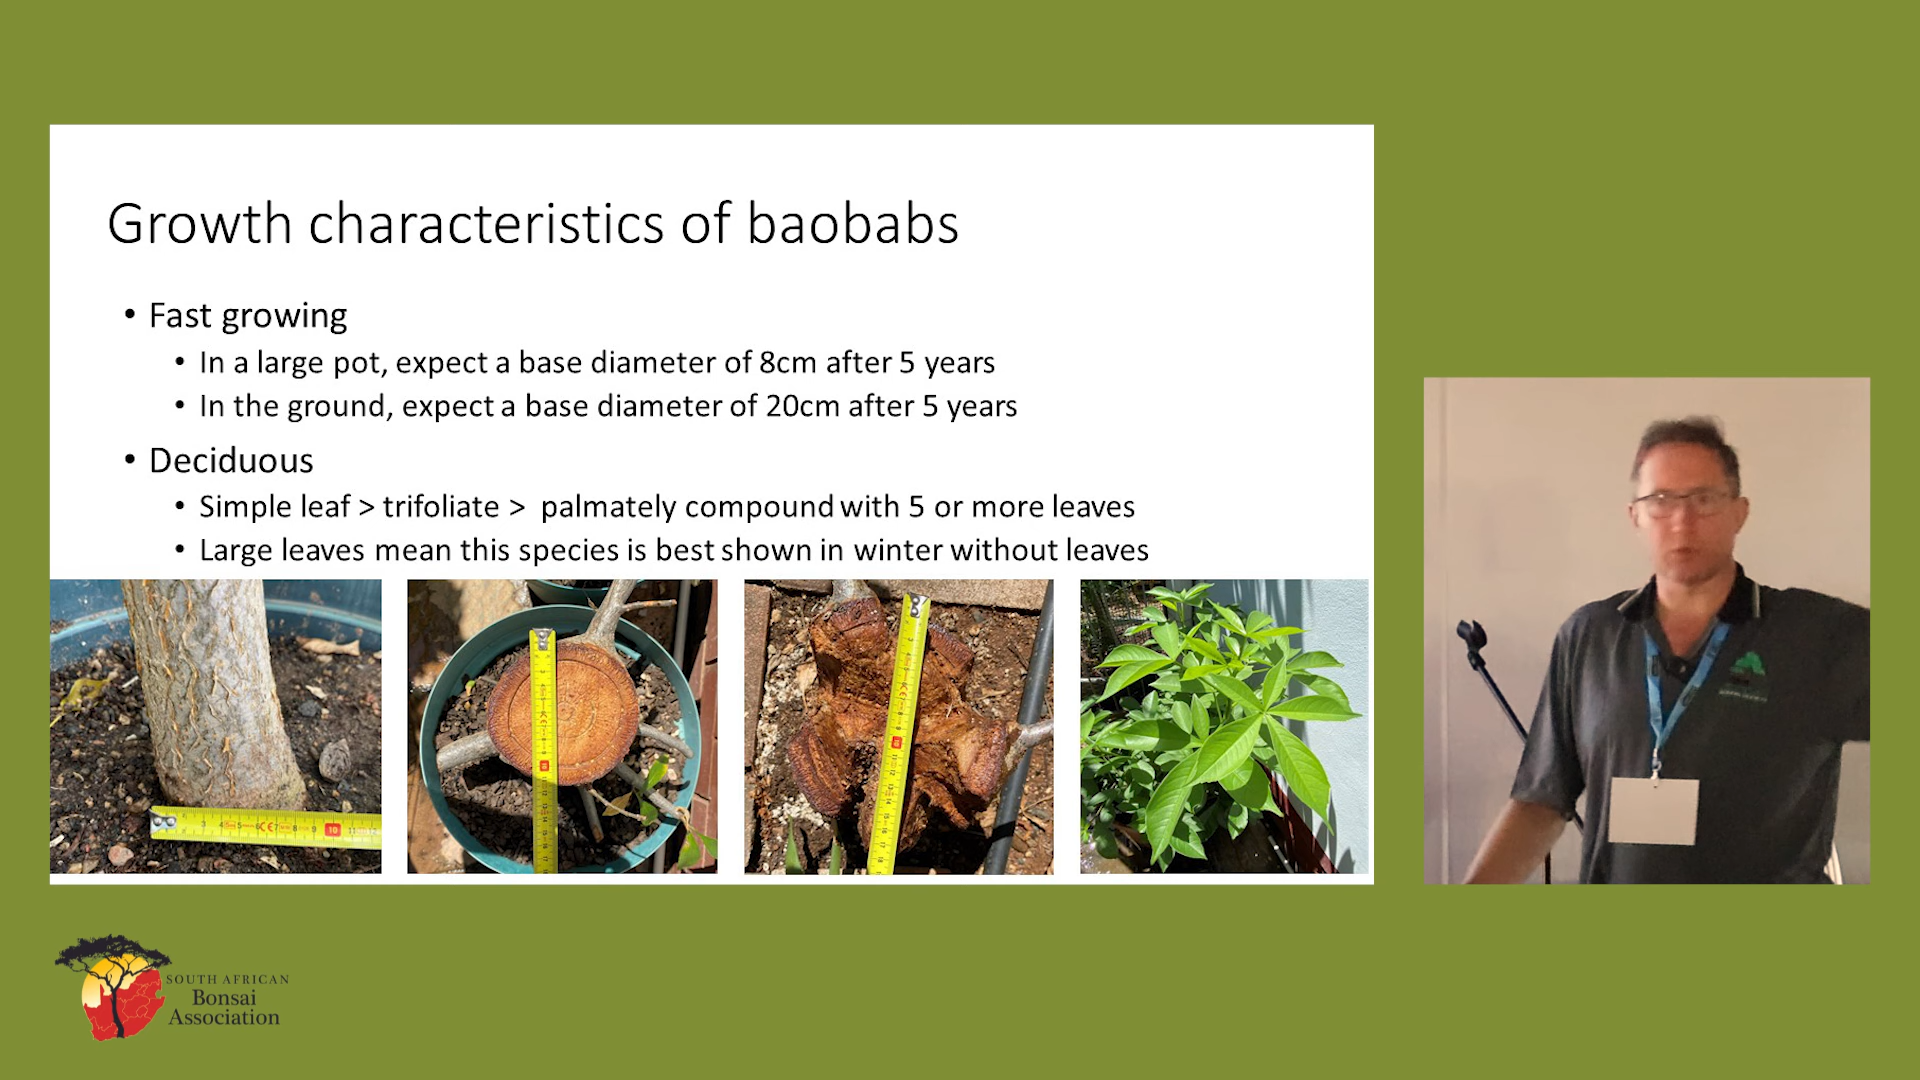 Growth characteristics of baobabs
• Fast growing
• In a large pot, expect a base diameter of 8cm after 5 years
• In the ground, expect a base diameter of 20cm after 5 years
• Deciduous
• Simple leaf > trifoliate > palmately compound with 5 or more leaves
• Large leaves mean this species is best shown in winter without leaves
SOUTH AFRICAN
Bonsai
Association